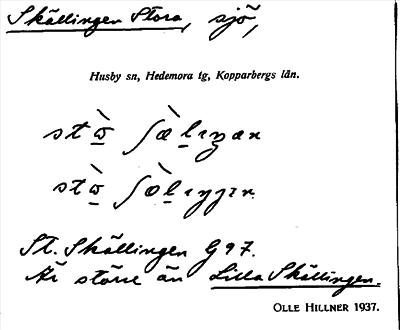 Skällingen Stora, sjö,
Husby sn, Hedemora tg, Kopparbergs län.
St. Skällingen G 97.
Är större än Lilla Skällingen.
OLLE HILLNER 1937.